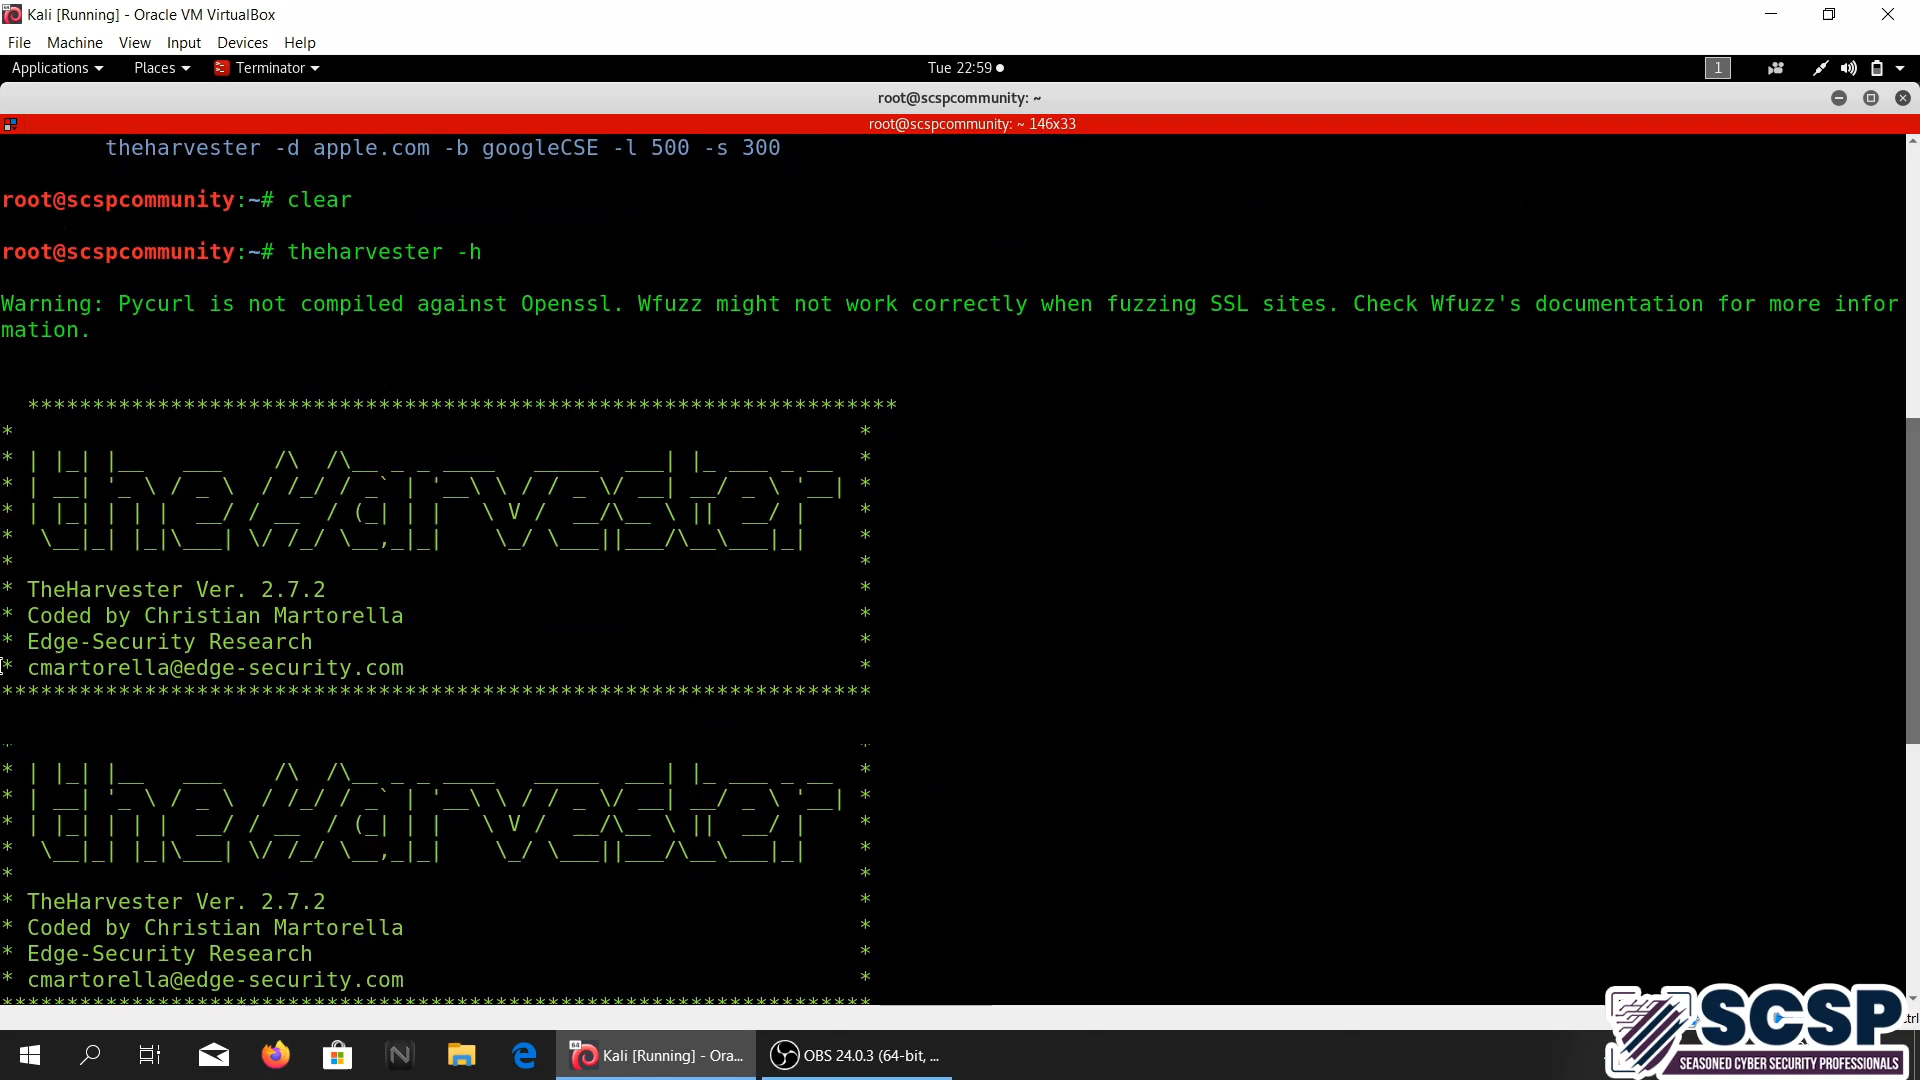 Kali [Running] - Oracle VM VirtualBox
File Machine View Input Devices Help
Applications Places Terminator Tue 22:59 1
root@scspcommunity: ~
root@scspcommunity: ~ 146x33
theharvester -d apple.com -b googleCSE -l 500 -s 300
root@scspcommunity:~# clear
root@scspcommunity:~# theharvester -h
Warning: Pycurl is not compiled against Openssl. Wfuzz might not work correctly when fuzzing SSL sites. Check Wfuzz's documentation for more infor
mation.
*******************************************************************
* *
theHarvester
* *
* TheHarvester Ver. 2.7.2 *
* Coded by Christian Martorella *
* Edge-Security Research *
* cmartorella@edge-security.com *
*******************************************************************
theHarvester
* *
* TheHarvester Ver. 2.7.2 *
* Coded by Christian Martorella *
* Edge-Security Research *
* cmartorella@edge-security.com *
*******************************************************************
SCSP
SEASONED CYBER SECURITY PROFESSIONALS
Kali [Running] - Ora...
OBS 24.0.3 (64-bit, ...